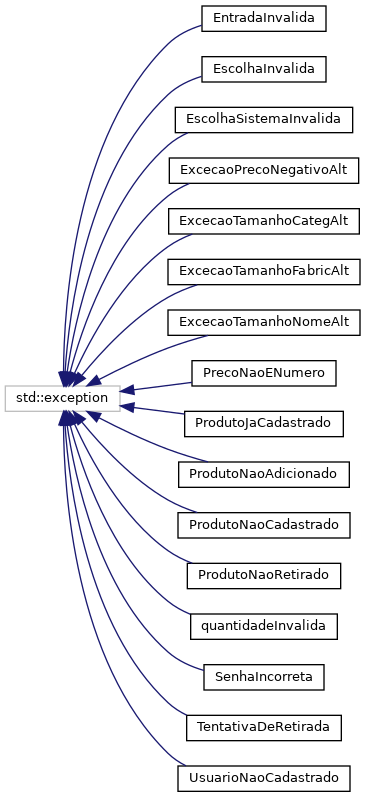 EntradaInvalida
EscolhaInvalida
EscolhaSistemaInvalida
ExcecaoPrecoNegativoAlt
ExcecaoTamanhoCategAlt
ExcecaoTamanhoFabricAlt
ExcecaoTamanhoNomeAlt
PrecoNaoENumero
std::exception
ProdutoJaCadastrado
ProdutoNaoAdicionado
ProdutoNaoCadastrado
ProdutoNaoRetirado
quantidadeInvalida
SenhaIncorreta
TentativaDeRetirada
UsuarioNaoCadastrado